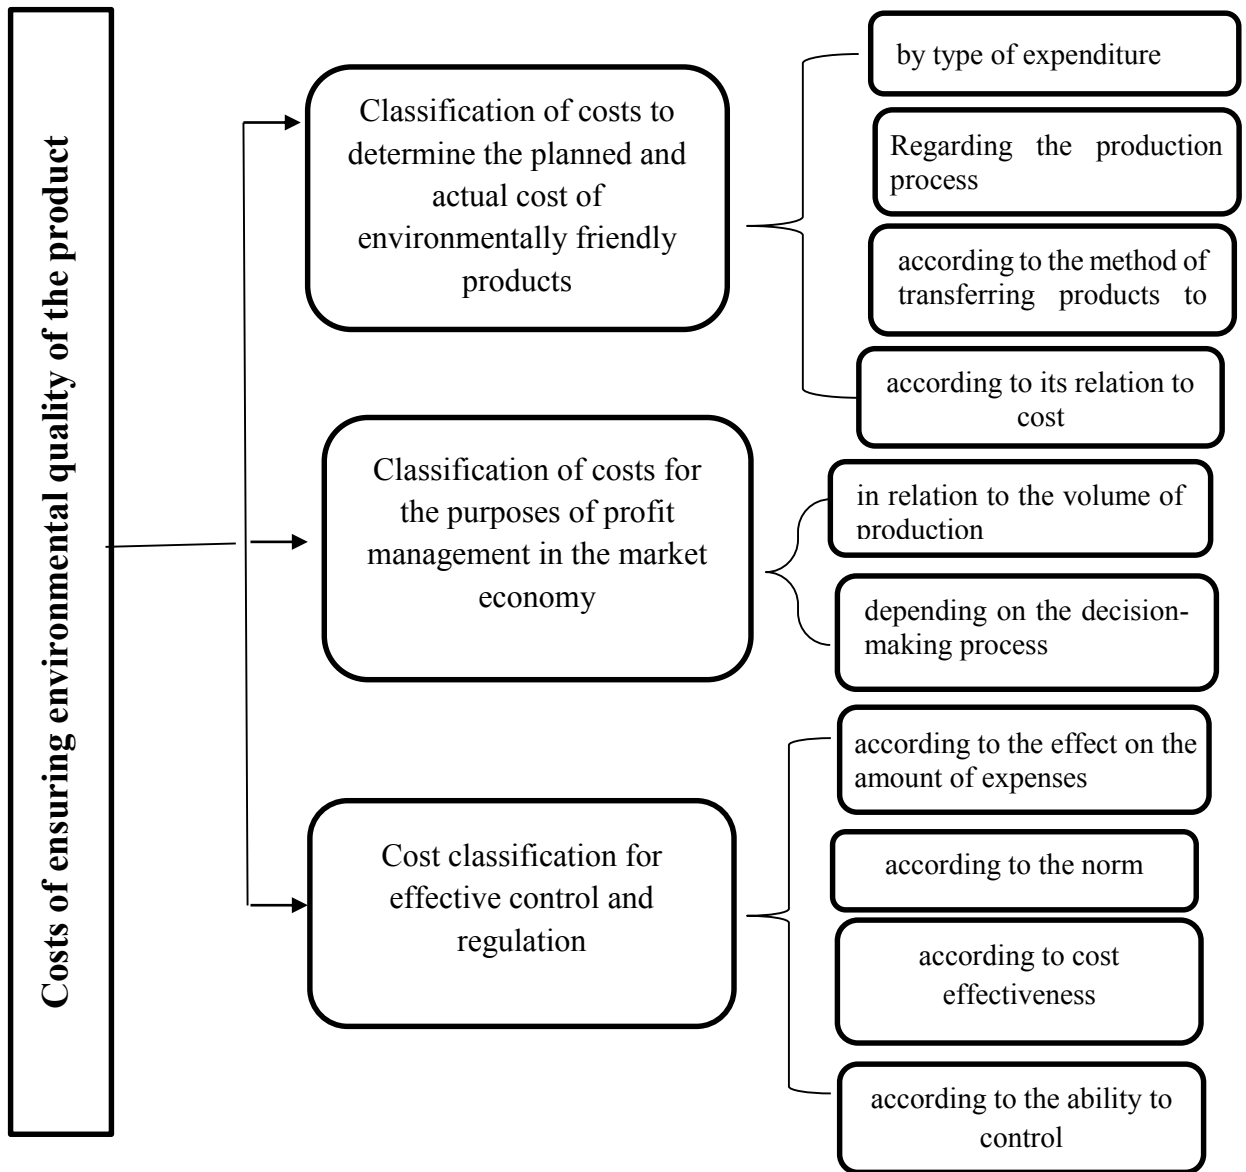 Costs of ensuring environmental quality of the product
Classification of costs to
determine the planned and
actual cost of
environmentally friendly
products
by type of expenditure
Regarding the production
process
according to the method of
transferring products to
according to its relation to
cost
Classification of costs for
the purposes of profit
management in the market
economy
in relation to the volume of
production
depending on the decision-
making process
Cost classification for
effective control and
regulation
according to the effect on the
amount of expenses
according to the norm
according to cost
effectiveness
according to the ability to
control